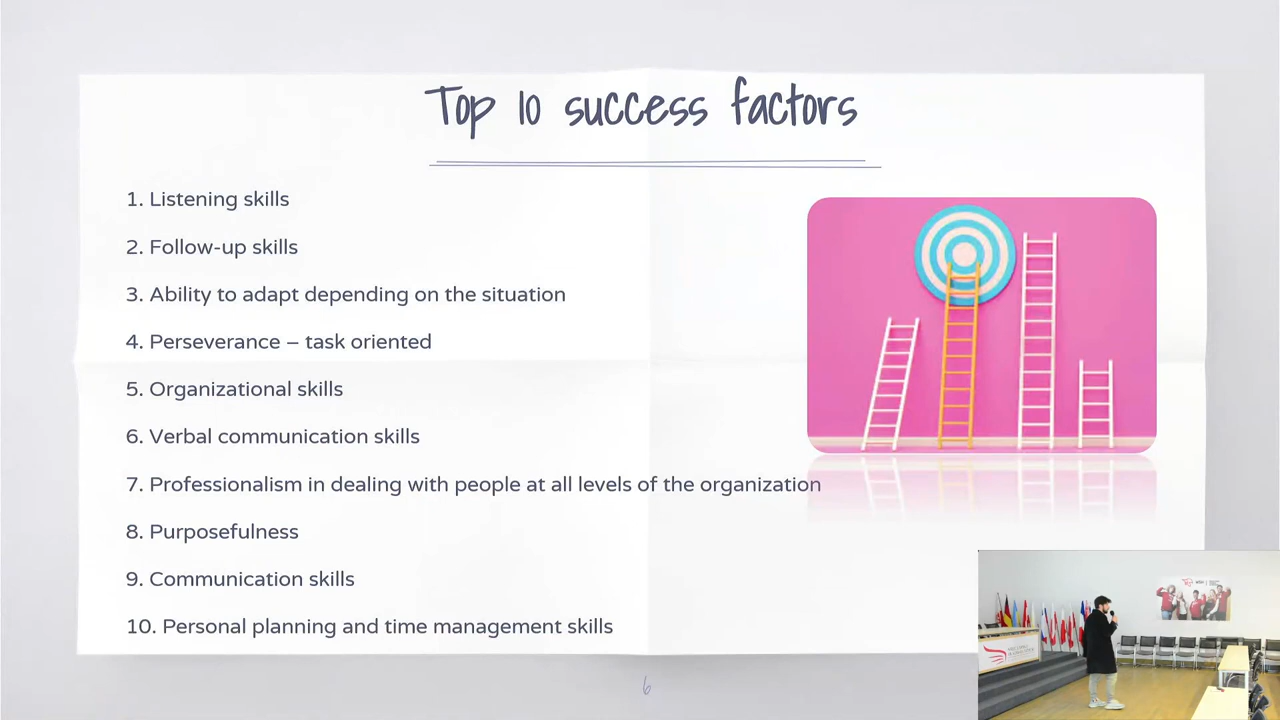 Top 10 success factors
1. Listening skills
2. Follow-up skills
3. Ability to adapt depending on the situation
4. Perseverance – task oriented
5. Organizational skills
6. Verbal communication skills
7. Professionalism in dealing with people at all levels of the organization
8. Purposefulness
9. Communication skills
10. Personal planning and time management skills
6